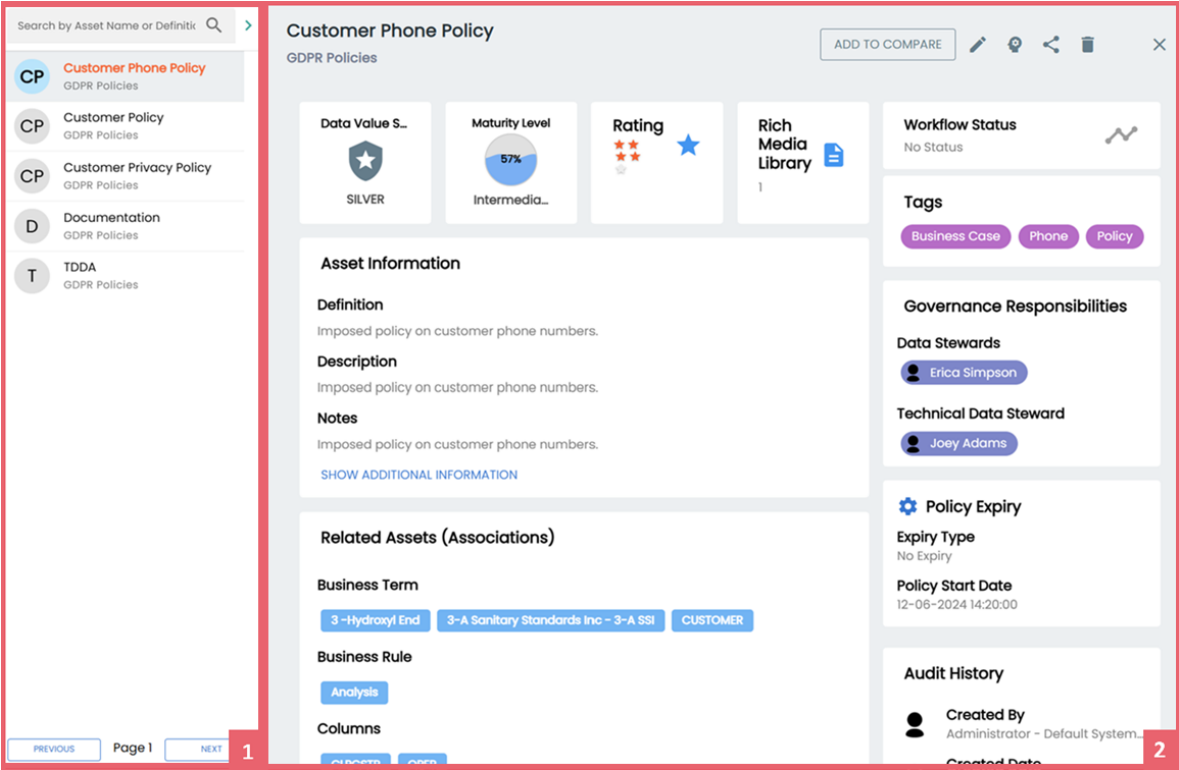 Search by Asset Name or Definitic
CP
Customer Phone Policy
GDPR Policies
CP
Customer Policy
GDPR Policies
CP
Customer Privacy Policy
GDPR Policies
D
Documentation
GDPR Policies
T
TDDA
GDPR Policies
PREVIOUS
Page 1
NEXT
1
Customer Phone Policy
GDPR Policies
ADD TO COMPARE
Data Value S...
SILVER
Maturity Level
57%
Intermedia...
Rating
Rich
Media
Library
1
Workflow Status
No Status
Tags
Business Case Phone Policy
Asset Information
Definition
Imposed policy on customer phone numbers.
Description
Imposed policy on customer phone numbers.
Notes
Imposed policy on customer phone numbers.
SHOW ADDITIONAL INFORMATION
Governance Responsibilities
Data Stewards
Erica Simpson
Technical Data Steward
Joey Adams
Policy Expiry
Expiry Type
No Expiry
Policy Start Date
12-06-2024 14:20:00
Related Assets (Associations)
Business Term
3 -Hydroxyl End 3-A Sanitary Standards Inc - 3-A SSI CUSTOMER
Business Rule
Analysis
Columns
Audit History
Created By
Administrator - Default System...
Created Date
2